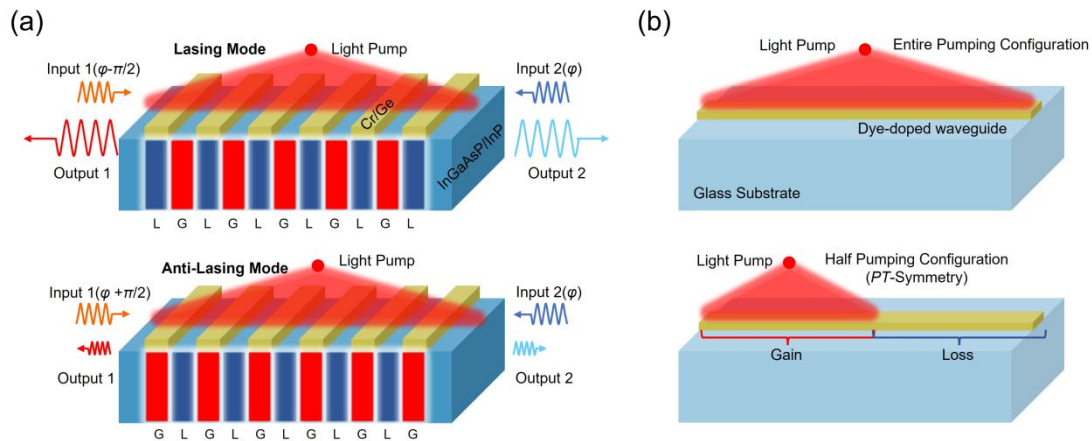 (a)
Lasing Mode
Light Pump
Input 1(φ-π/2)
Input 2(φ)
Cr/Ge
InGaAsP/InP
Output 1
Output 2
L G L G L G L G L G L
Anti-Lasing Mode
Light Pump
Input 1(φ +π/2)
Input 2(φ)
Output 1
Output 2
G L G L G L G L G L G
(b)
Light Pump
Entire Pumping Configuration
Dye-doped waveguide
Glass Substrate
Light Pump
Half Pumping Configuration
(PT-Symmetry)
Gain
Loss